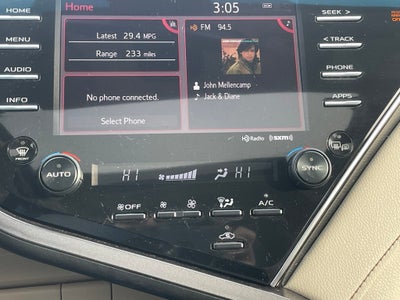 HOME
Home
3:05
SEEK >
MENU
Latest 29.4 MPG
FM 94.5
< TRACK
Range 233 miles
AUDIO
PHONE
John Mellencamp
INFO
No phone connected.
Jack & Diane
APPS
Select Phone
HD Radio
((SXM))
FRONT
AUTO
HI
HI
SYNC
OFF
A/C